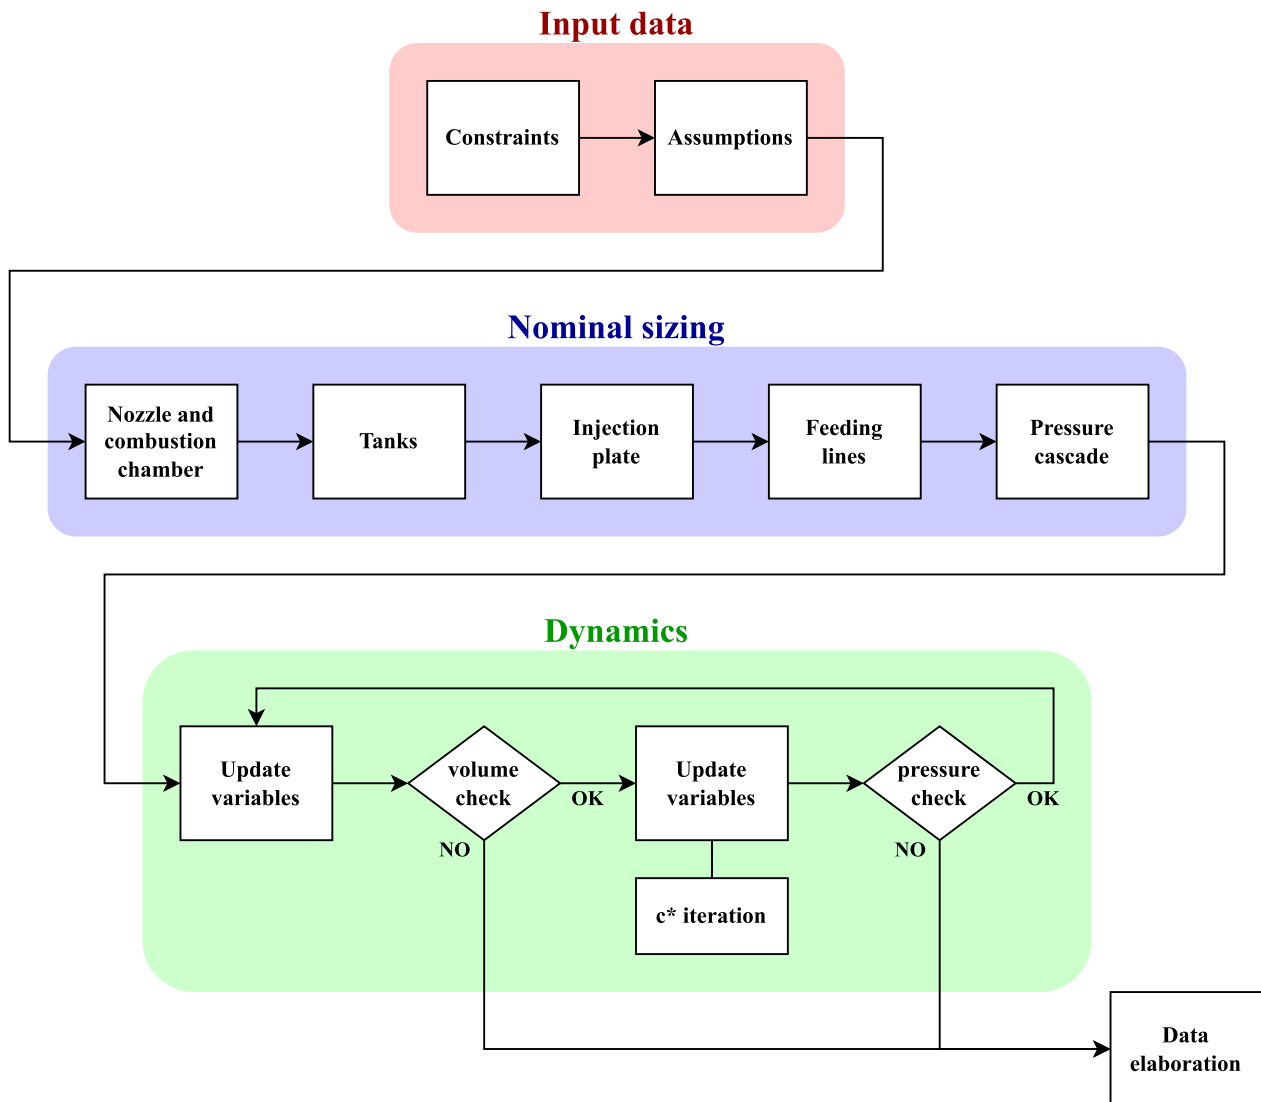 Input data
Constraints
Assumptions
Nominal sizing
Nozzle and
combustion
chamber
Tanks
Injection
plate
Feeding
lines
Pressure
cascade
Dynamics
Update
variables
volume
check
OK
NO
Update
variables
c* iteration
pressure
check
OK
NO
Data
elaboration